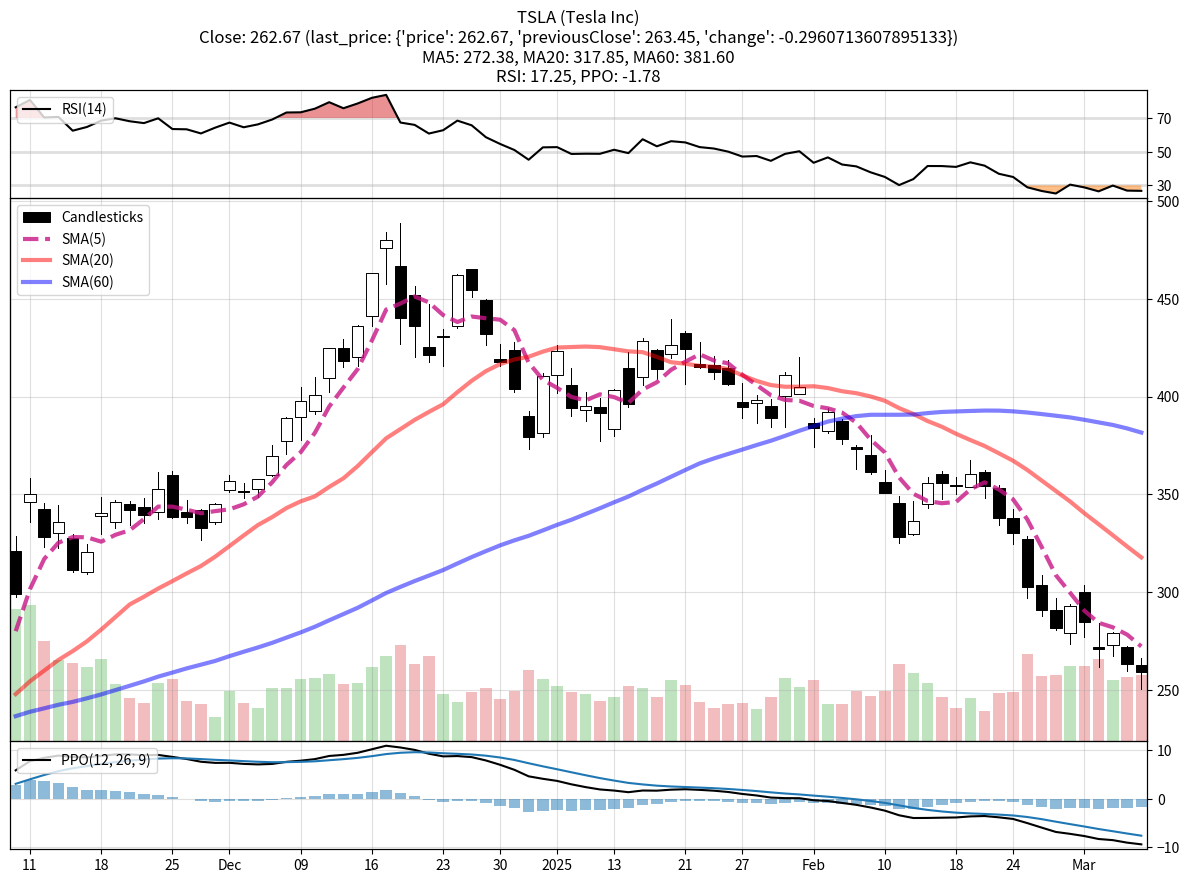 TSLA (Tesla Inc)
Close: 262.67 (last_price: {'price': 262.67, 'previousClose': 263.45, 'change': -0.2960713607895133})
MA5: 272.38, MA20: 317.85, MA60: 381.60
RSI: 17.25, PPO: -1.78
RSI(14)
70
50
30
Candlesticks
SMA(5)
SMA(20)
SMA(60)
500
450
400
350
300
250
PPO(12, 26, 9)
10
0
−10
11 18 25 Dec 09 16 23 30 2025 13 21 27 Feb 10 18 24 Mar